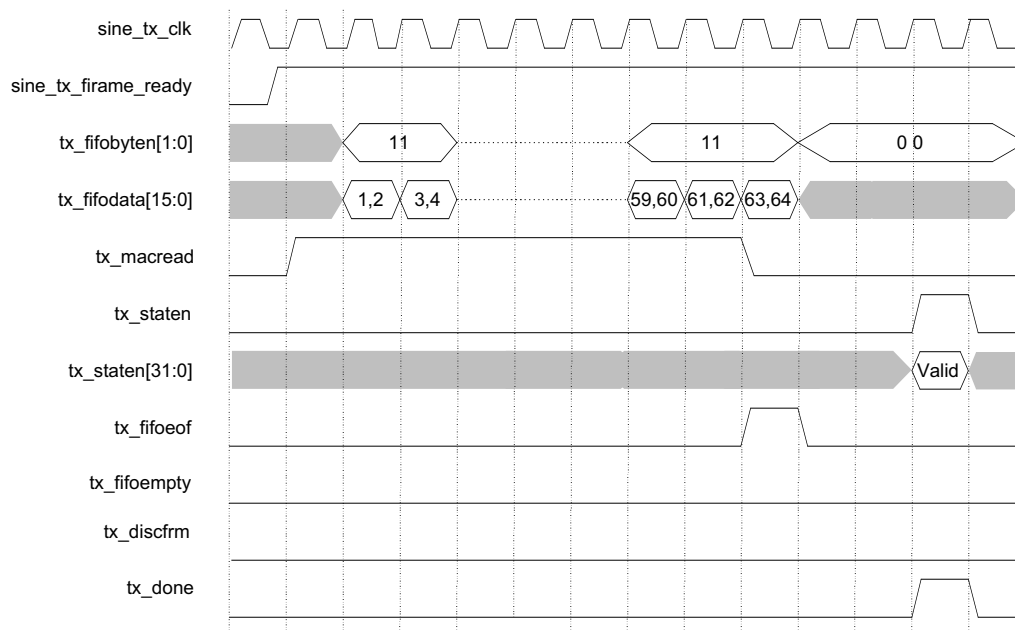 sine_tx_clk
sine_tx_firame_ready
tx_fifobyten[1:0] 11 11 0 0
tx_fifodata[15:0] 1,2 3,4 59,60 61,62 63,64
tx_macread
tx_staten
tx_staten[31:0] Valid
tx_fifoeof
tx_fifoempty
tx_discfrm
tx_done